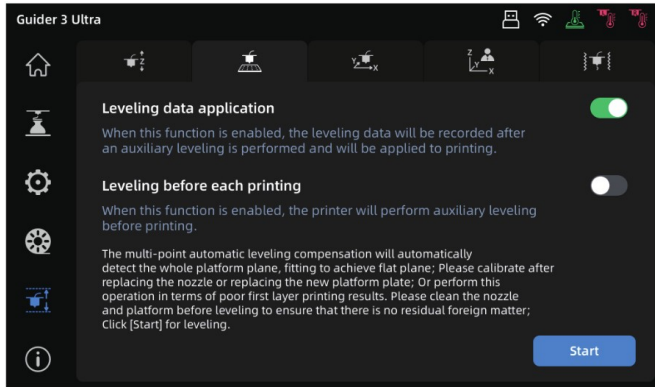 Guider 3 Ultra
Z
Y
X
Z
Y
X
Leveling data application
When this function is enabled, the leveling data will be recorded after
an auxiliary leveling is performed and will be applied to printing.
Leveling before each printing
When this function is enabled, the printer will perform auxiliary leveling
before printing.
The multi-point automatic leveling compensation will automatically
detect the whole platform plane, fitting to achieve flat plane; Please calibrate after
replacing the nozzle or replacing the new platform plate; Or perform this
operation in terms of poor first layer printing results. Please clean the nozzle
and platform before leveling to ensure that there is no residual foreign matter;
Click [Start] for leveling.
Start